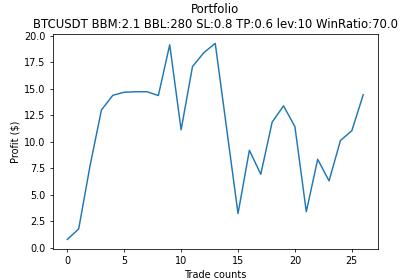 Portfolio
BTCUSDT BBM:2.1 BBL:280 SL:0.8 TP:0.6 lev:10 WinRatio:70.0
20.0
17.5
15.0
12.5
10.0
7.5
5.0
2.5
0.0
Profit ($)
0 5 10 15 20 25
Trade counts